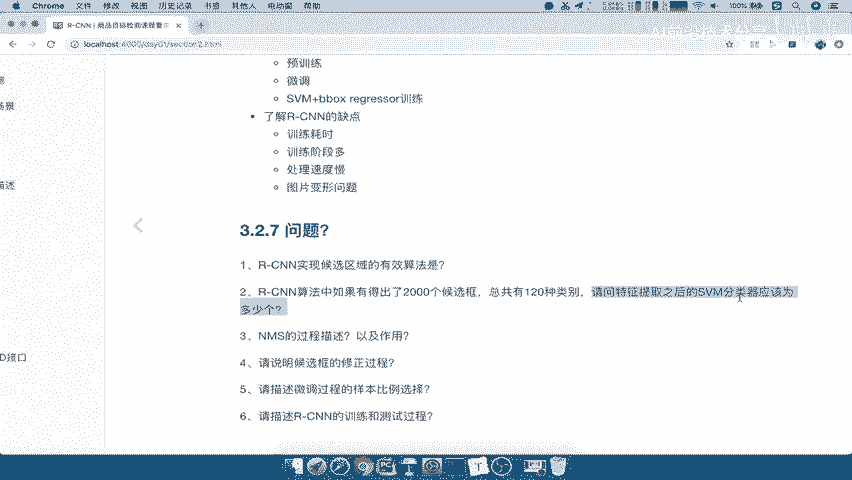 Chrome 文件 修改 视图 历史记录 书签 其他人 电动窗 帮助 100%
R-CNN | 商品目标检测课程要求
localhost:4000/day01/section2.html
预训练
微调
SVM+bbox regressor训练
了解R-CNN的缺点
训练耗时
训练阶段多
处理速度慢
图片变形问题
3.2.7 问题?
1、R-CNN实现候选区域的有效算法是?
2、R-CNN算法中如果有得出了2000个候选框,总共有120种类别,请问特征提取之后的SVM分类器应该为
多少个?
3、NMS的过程描述?以及作用?
4、请说明候选框的修正过程?
5、请描述微调过程的样本比例选择?
6、请描述R-CNN的训练和测试过程?
描述
D接口